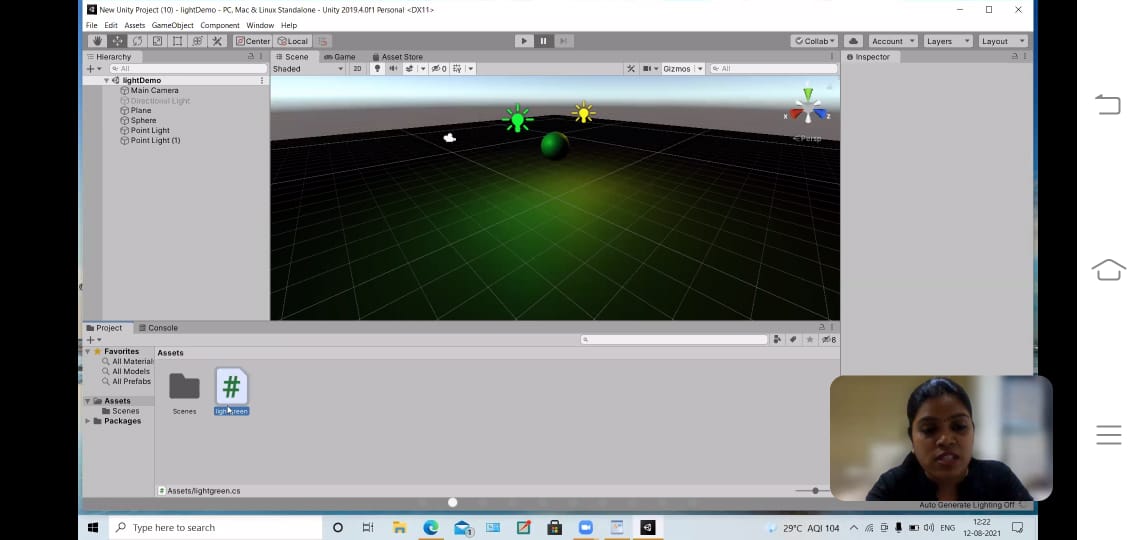 New Unity Project (10) - lightDemo - PC, Mac & Linux Standalone - Unity 2019.4.0f1 Personal <DX11>
File Edit Assets GameObject Component Window Help
Center Local Collab Account Layers Layout
Hierarchy Scene Game Asset Store Inspector
All Shaded 2D 0 Gizmos All
lightDemo
Main Camera
Directional Light
Plane
Sphere
Point Light
Point Light (1)
x z
Persp
Project Console
6
Favorites Assets
All Material
All Models
All Prefabs
Assets
Scenes
Packages
Scenes lightgreen
Assets/lightgreen.cs
Auto Generate Lighting Off
Type here to search
1
29°C AQI 104 ENG
12:22
12-08-2021